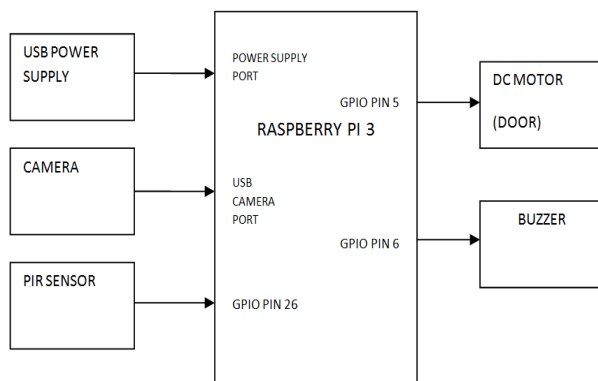 USB POWER
SUPPLY
CAMERA
PIR SENSOR
POWER SUPPLY
PORT
GPIO PIN 5
RASPBERRY PI 3
USB
CAMERA
PORT
GPIO PIN 6
GPIO PIN 26
DC MOTOR
(DOOR)
BUZZER